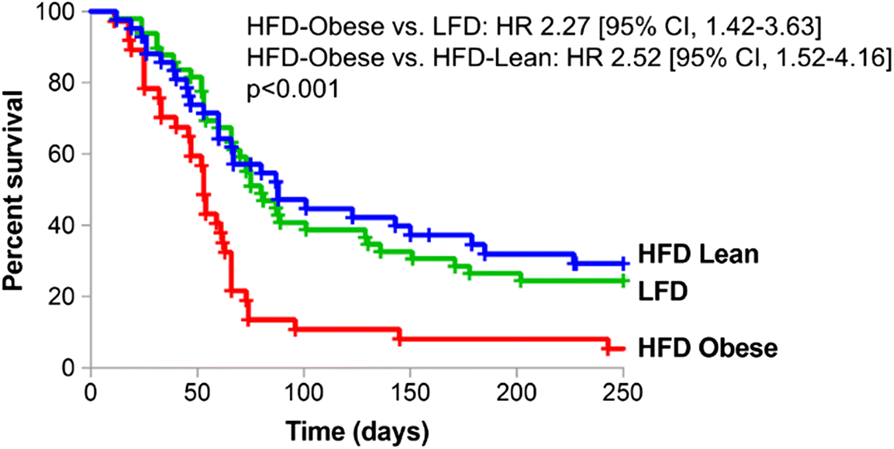 HFD-Obese vs. LFD: HR 2.27 [95% CI, 1.42-3.63]
HFD-Obese vs. HFD-Lean: HR 2.52 [95% CI, 1.52-4.16]
p<0.001
Percent survival
100
80
60
40
20
0
HFD Lean
LFD
HFD Obese
0 50 100 150 200 250
Time (days)